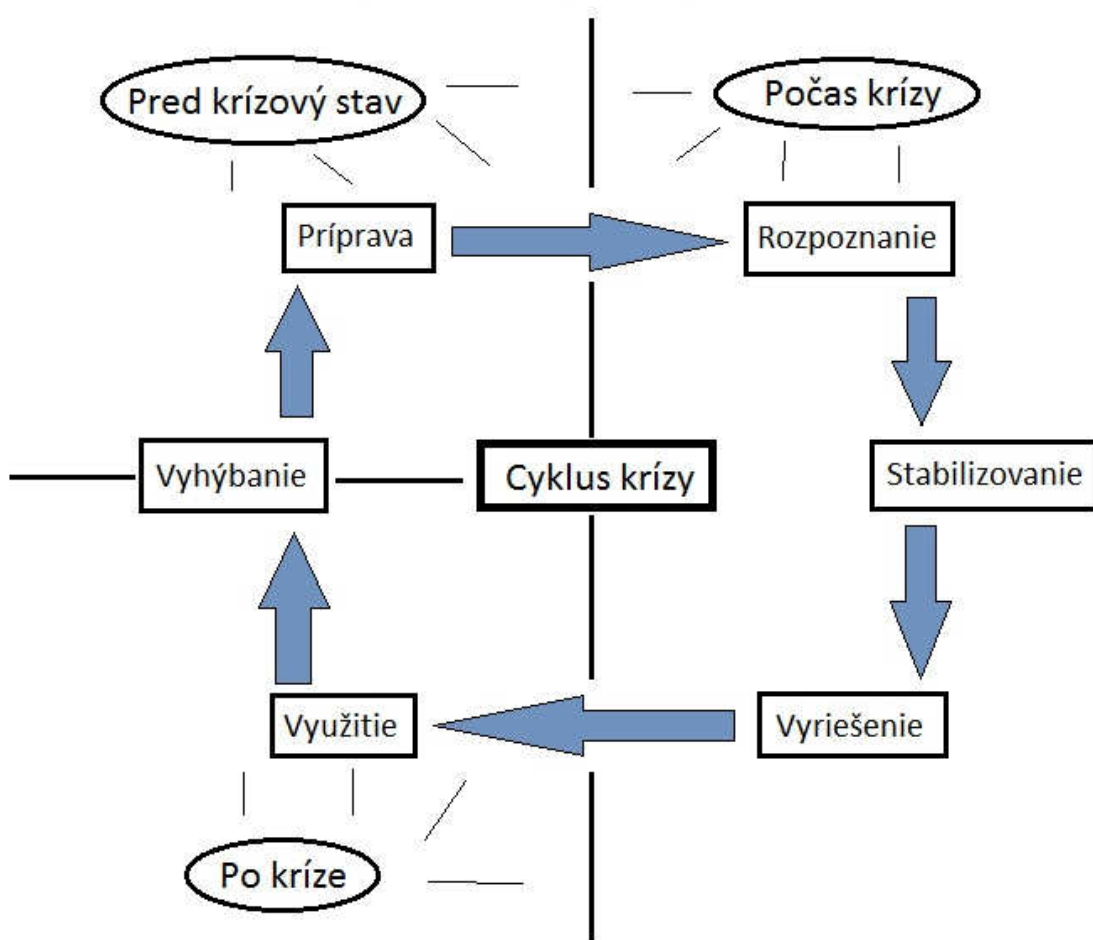 Pred krízový stav
Počas krízy
Príprava
Rozpoznanie
Vyhýbanie
Cyklus krízy
Stabilizovanie
Využitie
Vyriešenie
Po kríze